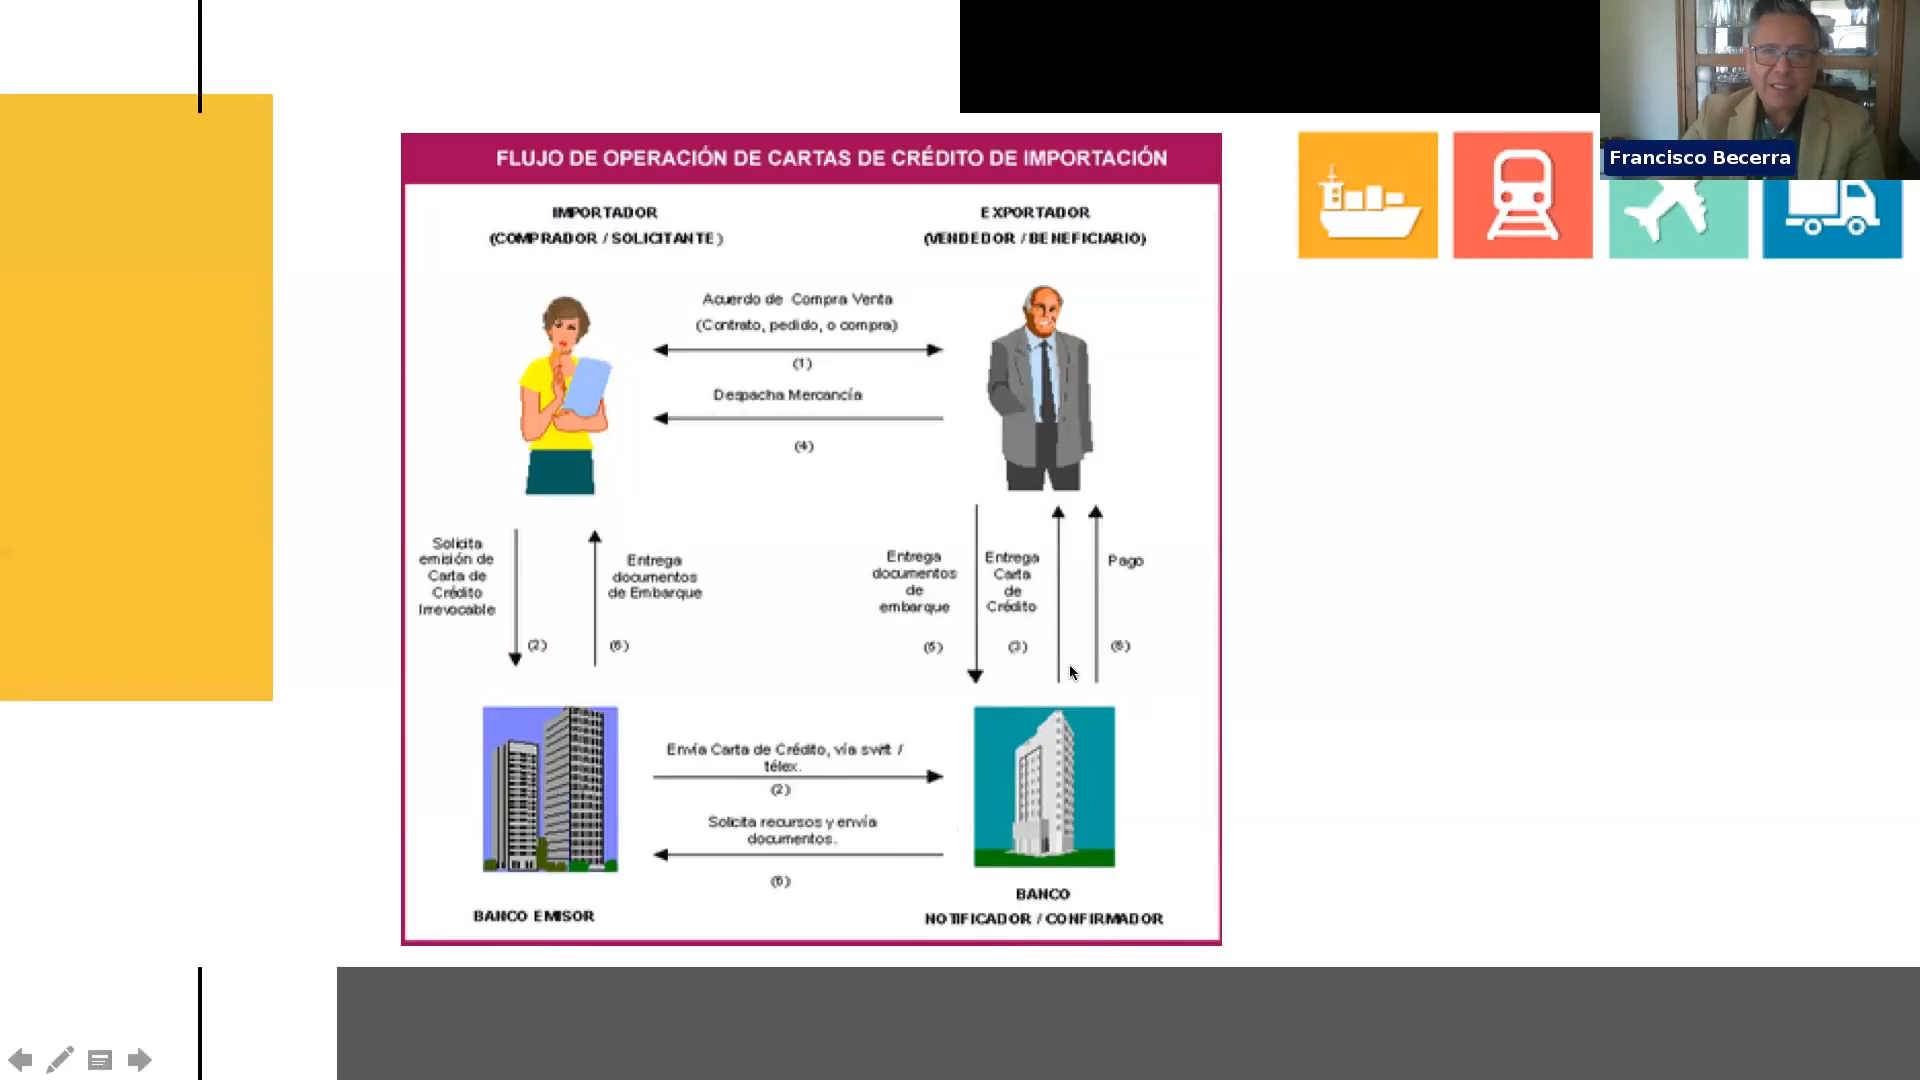 Francisco Becerra
FLUJO DE OPERACIÓN DE CARTAS DE CRÉDITO DE IMPORTACIÓN
IMPORTADOR
(COMPRADOR / SOLICITANTE)
EXPORTADOR
(VENDEDOR / BENEFICIARIO)
Acuerdo de Compra Venta
(Contrato, pedido, o compra)
(1)
Despacha Mercancía
(4)
Solicita
emisión de
Carta de
Crédito
Irrevocable
(2)
Entrega
documentos
de Embarque
(6)
Entrega
documentos
de
embarque
(5)
Entrega
Carta
de
Crédito
(3)
Pago
(6)
Envía Carta de Crédito, vía swift /
télex.
(2)
Solicita recursos y envía
documentos.
(6)
BANCO EMISOR
BANCO
NOTIFICADOR / CONFIRMADOR